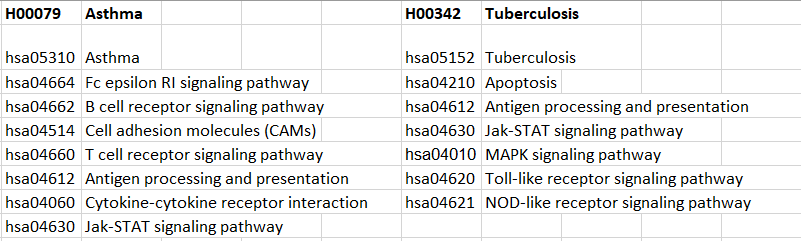 H00079 Asthma H00342 Tuberculosis
hsa05310 Asthma hsa05152 Tuberculosis
hsa04664 Fc epsilon RI signaling pathway hsa04210 Apoptosis
hsa04662 B cell receptor signaling pathway hsa04612 Antigen processing and presentation
hsa04514 Cell adhesion molecules (CAMs) hsa04630 Jak-STAT signaling pathway
hsa04660 T cell receptor signaling pathway hsa04010 MAPK signaling pathway
hsa04612 Antigen processing and presentation hsa04620 Toll-like receptor signaling pathway
hsa04060 Cytokine-cytokine receptor interaction hsa04621 NOD-like receptor signaling pathway
hsa04630 Jak-STAT signaling pathway